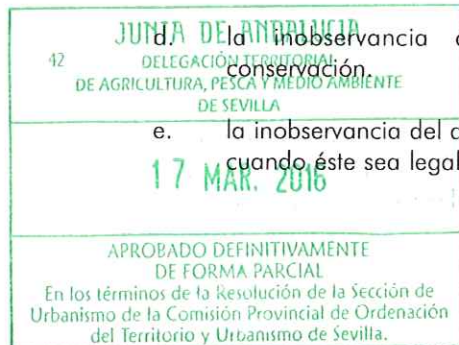 JUNTA DE ANDALUCIA
d. la inobservancia
42 DELEGACIÓN TERRITORIAL
conservación.
DE AGRICULTURA, PESCA Y MEDIO AMBIENTE
DE SEVILLA
e. la inobservancia del
cuando éste sea legal
17 MAR. 2016
APROBADO DEFINITIVAMENTE
DE FORMA PARCIAL
En los términos de la Resolución de la Sección de
Urbanismo de la Comisión Provincial de Ordenación
del Territorio y Urbanismo de Sevilla.